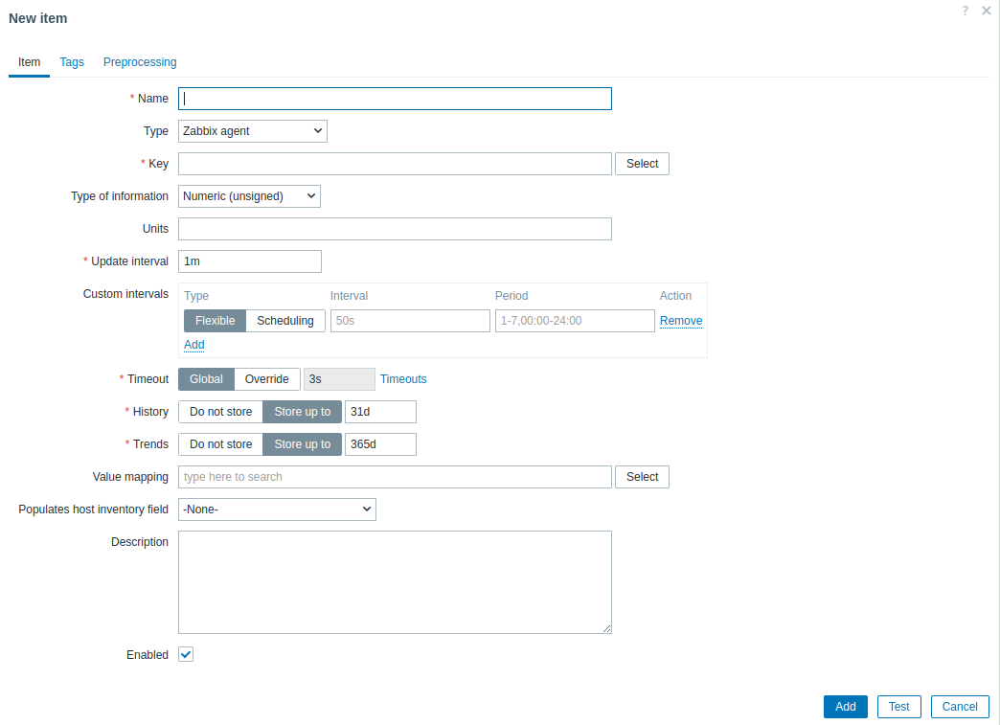 New item
?
Item Tags Preprocessing
* Name
Type Zabbix agent
* Key Select
Type of information Numeric (unsigned)
Units
* Update interval 1m
Custom intervals Type Interval Period Action
Flexible Scheduling 50s 1-7,00:00-24:00 Remove
Add
* Timeout Global Override 3s Timeouts
* History Do not store Store up to 31d
* Trends Do not store Store up to 365d
Value mapping type here to search Select
Populates host inventory field -None-
Description
Enabled
Add Test Cancel